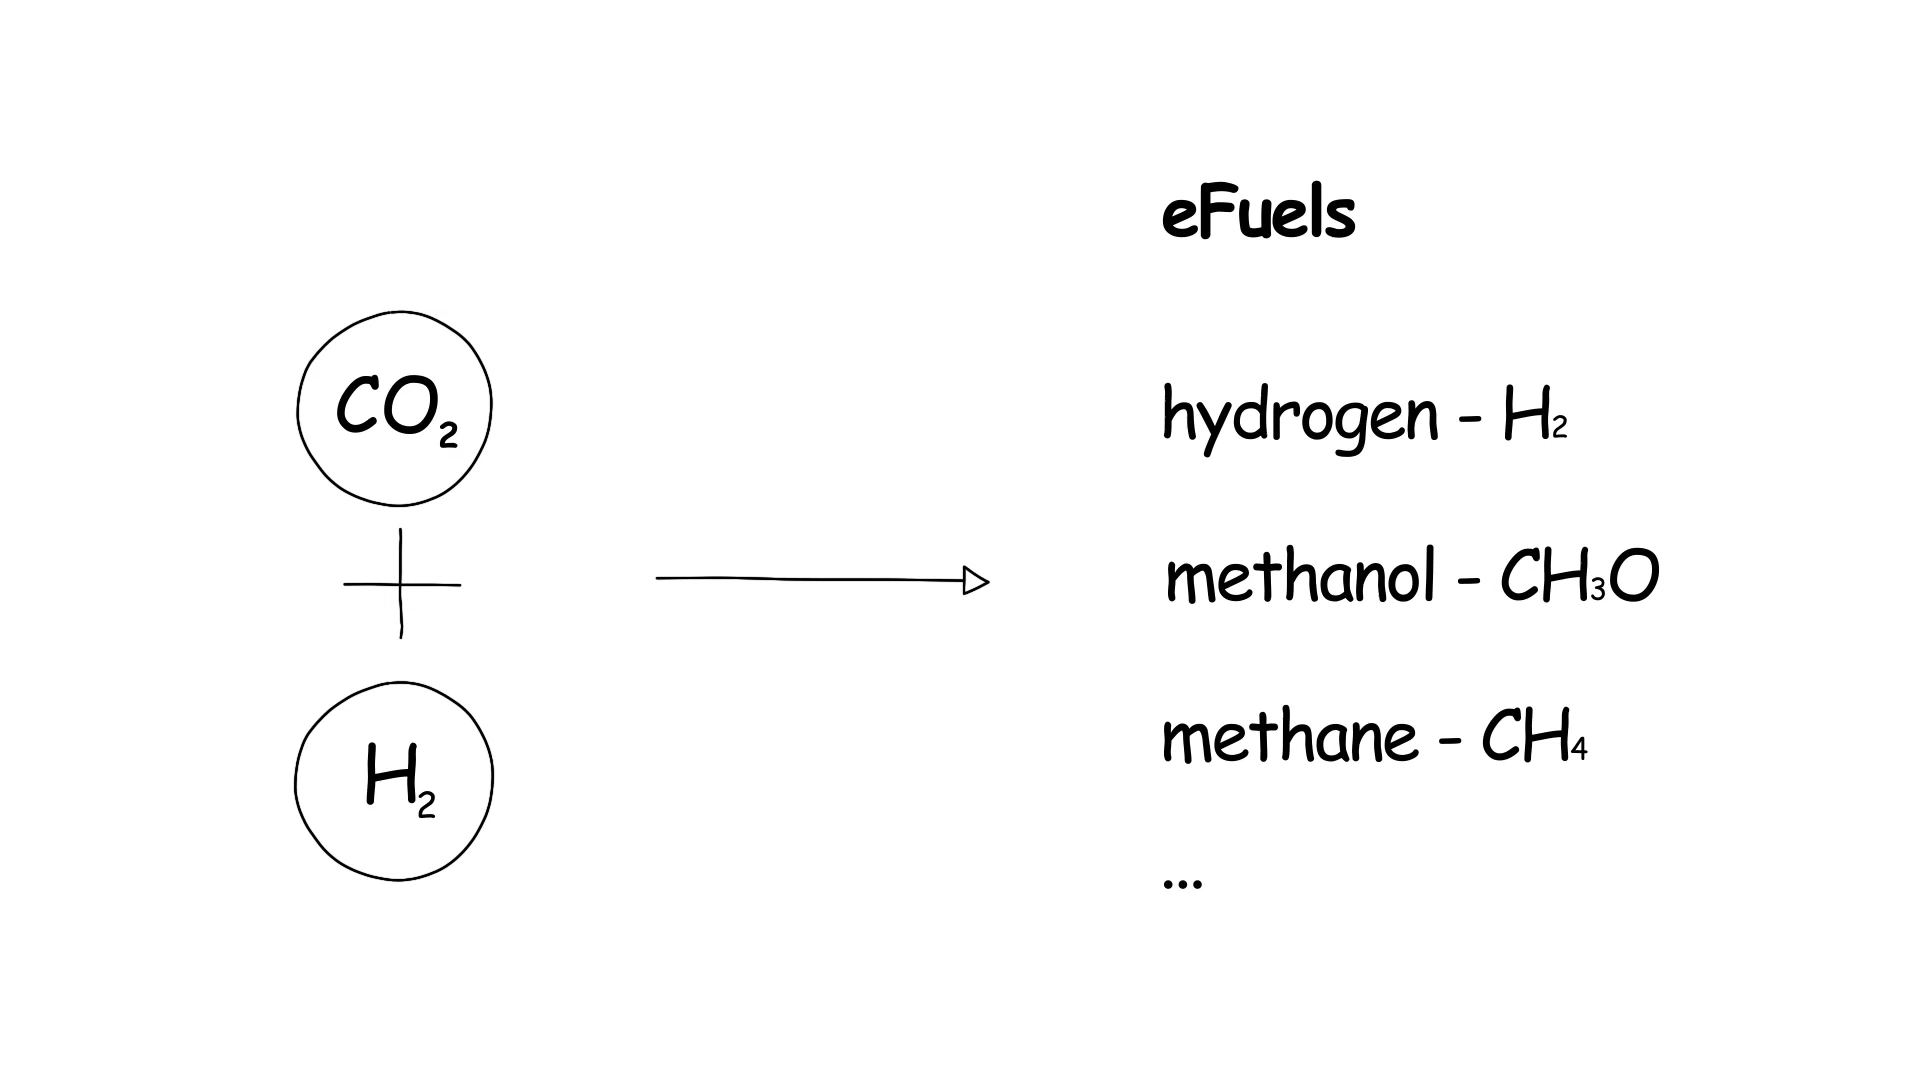 eFuels
CO₂
hydrogen - H₂
methanol - CH₃O
methane - CH₄
H₂
...